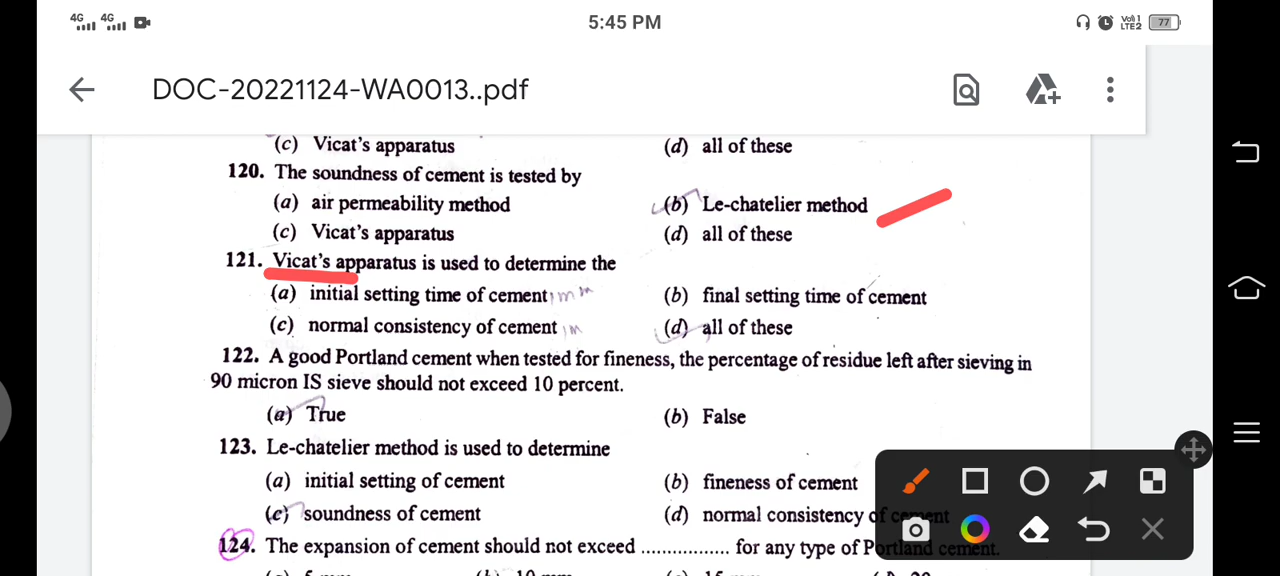 4G 4G 5:45 PM Vo)) 1 LTE2 77
DOC-20221124-WA0013..pdf
(c) Vicat's apparatus (d) all of these
120. The soundness of cement is tested by
(a) air permeability method (b) Le-chatelier method
(c) Vicat's apparatus (d) all of these
121. Vicat's apparatus is used to determine the
(a) initial setting time of cement (b) final setting time of cement
(c) normal consistency of cement (d) all of these
122. A good Portland cement when tested for fineness, the percentage of residue left after sieving in
90 micron IS sieve should not exceed 10 percent.
(a) True (b) False
123. Le-chatelier method is used to determine
(a) initial setting of cement (b) fineness of cement
(c) soundness of cement (d) normal consistency of cement
124. The expansion of cement should not exceed ................ for any type of Portland cement.